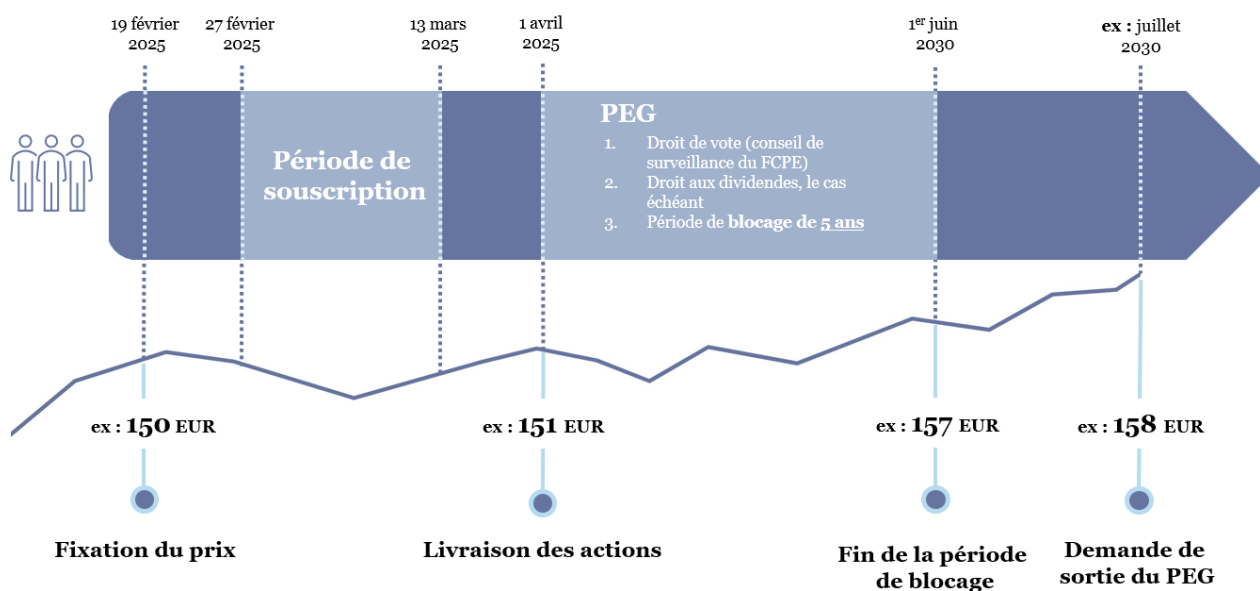 19 février
2025
27 février
2025
13 mars
2025
1 avril
2025
1er juin
2030
ex : juillet
2030
Période de
souscription
PEG
1. Droit de vote (conseil de
surveillance du FCPE)
2. Droit aux dividendes, le cas
échéant
3. Période de blocage de 5 ans
ex : 150 EUR
ex : 151 EUR
ex : 157 EUR
ex : 158 EUR
Fixation du prix
Livraison des actions
Fin de la période
de blocage
Demande de
sortie du PEG